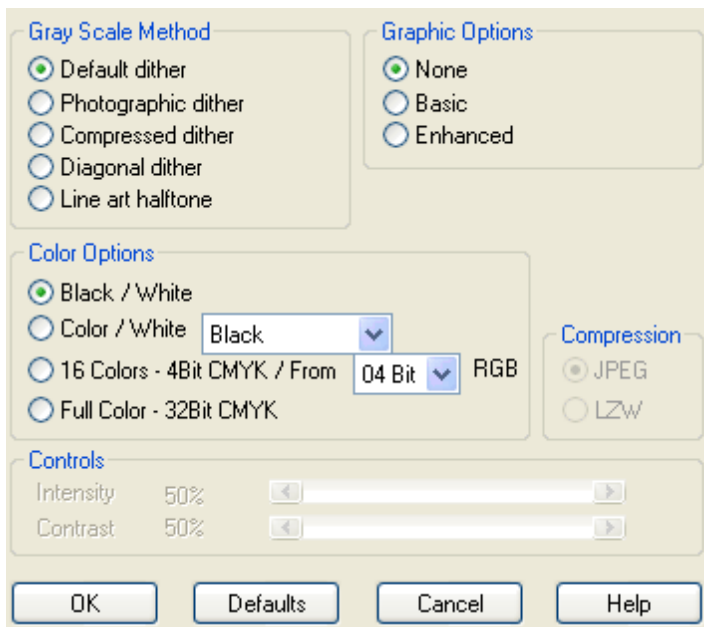 Gray Scale Method
Default dither
Photographic dither
Compressed dither
Diagonal dither
Line art halftone
Graphic Options
None
Basic
Enhanced
Color Options
Black / White
Color / White Black
16 Colors - 4Bit CMYK / From 04 Bit RGB
Full Color - 32Bit CMYK
Compression
JPEG
LZW
Controls
Intensity 50%
Contrast 50%
OK Defaults Cancel Help